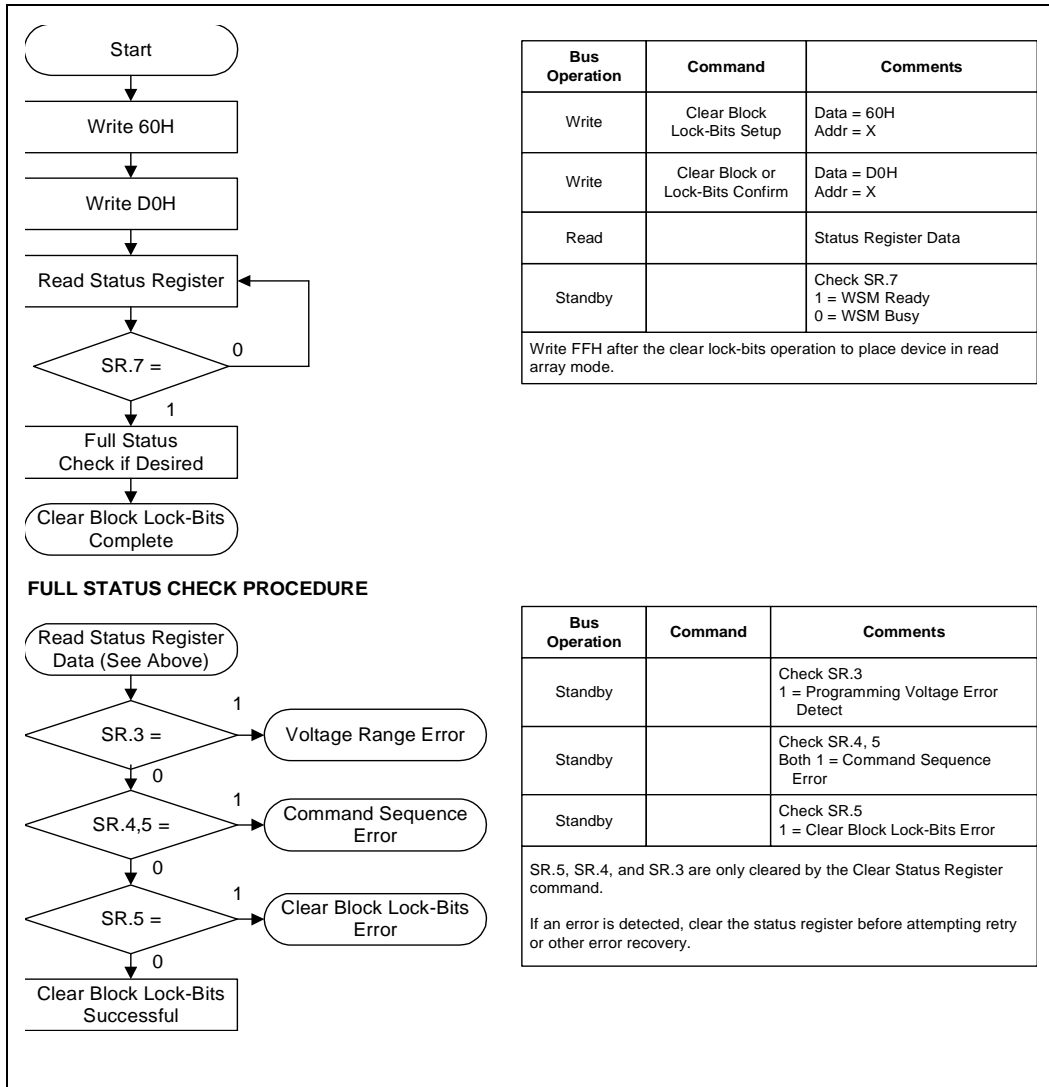 Start
Write 60H
Write D0H
Read Status Register
SR.7 =
0
1
Full Status
Check if Desired
Clear Block Lock-Bits
Complete
Bus
Operation
Command
Comments
Write
Clear Block
Lock-Bits Setup
Data = 60H
Addr = X
Write
Clear Block or
Lock-Bits Confirm
Data = D0H
Addr = X
Read
Status Register Data
Standby
Check SR.7
1 = WSM Ready
0 = WSM Busy
Write FFH after the clear lock-bits operation to place device in read
array mode.
FULL STATUS CHECK PROCEDURE
Read Status Register
Data (See Above)
SR.3 =
1
Voltage Range Error
0
SR.4,5 =
1
Command Sequence
Error
0
SR.5 =
1
Clear Block Lock-Bits
Error
0
Clear Block Lock-Bits
Successful
Bus
Operation
Command
Comments
Standby
Check SR.3
1 = Programming Voltage Error
Detect
Standby
Check SR.4, 5
Both 1 = Command Sequence
Error
Standby
Check SR.5
1 = Clear Block Lock-Bits Error
SR.5, SR.4, and SR.3 are only cleared by the Clear Status Register
command.
If an error is detected, clear the status register before attempting retry
or other error recovery.